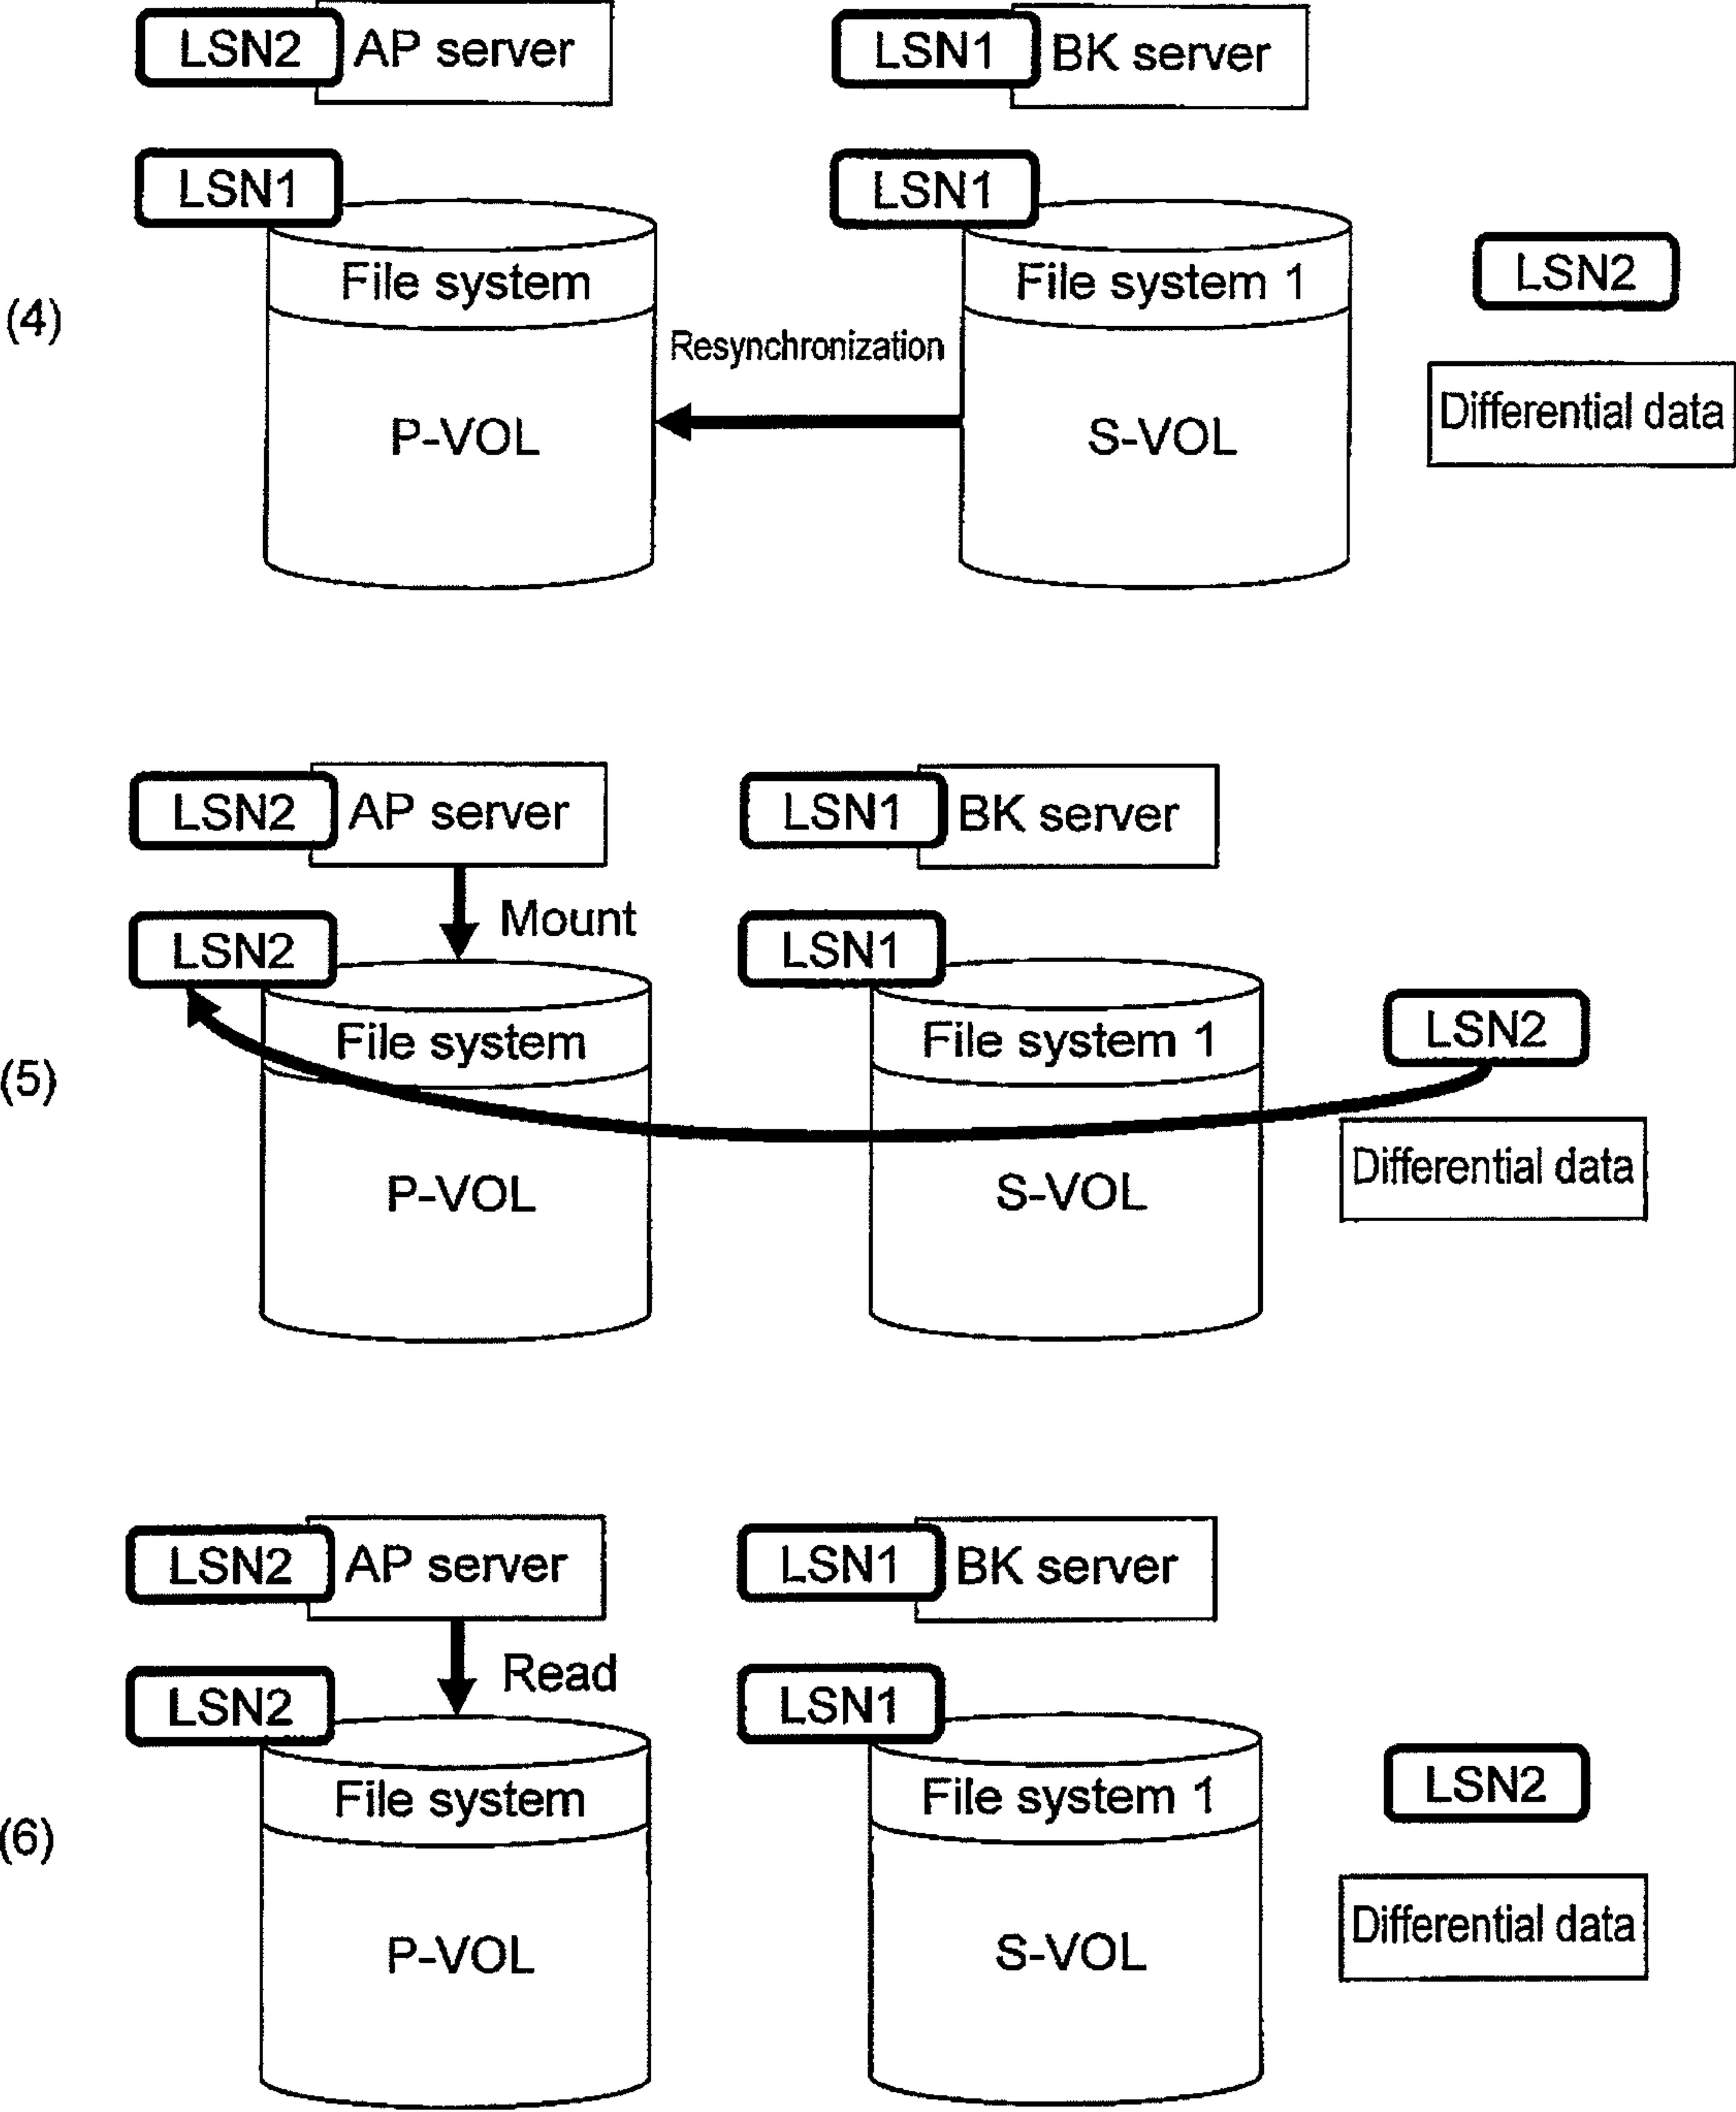 LSN2 AP server
LSN1 BK server
LSN1
LSN1
File system
File system 1
LSN2
(4)
Resynchronization
P-VOL
S-VOL
Differential data
LSN2 AP server
LSN1 BK server
Mount
LSN2
LSN1
File system
File system 1
LSN2
(5)
P-VOL
S-VOL
Differential data
LSN2 AP server
LSN1 BK server
Read
LSN2
LSN1
File system
File system 1
LSN2
(6)
P-VOL
S-VOL
Differential data